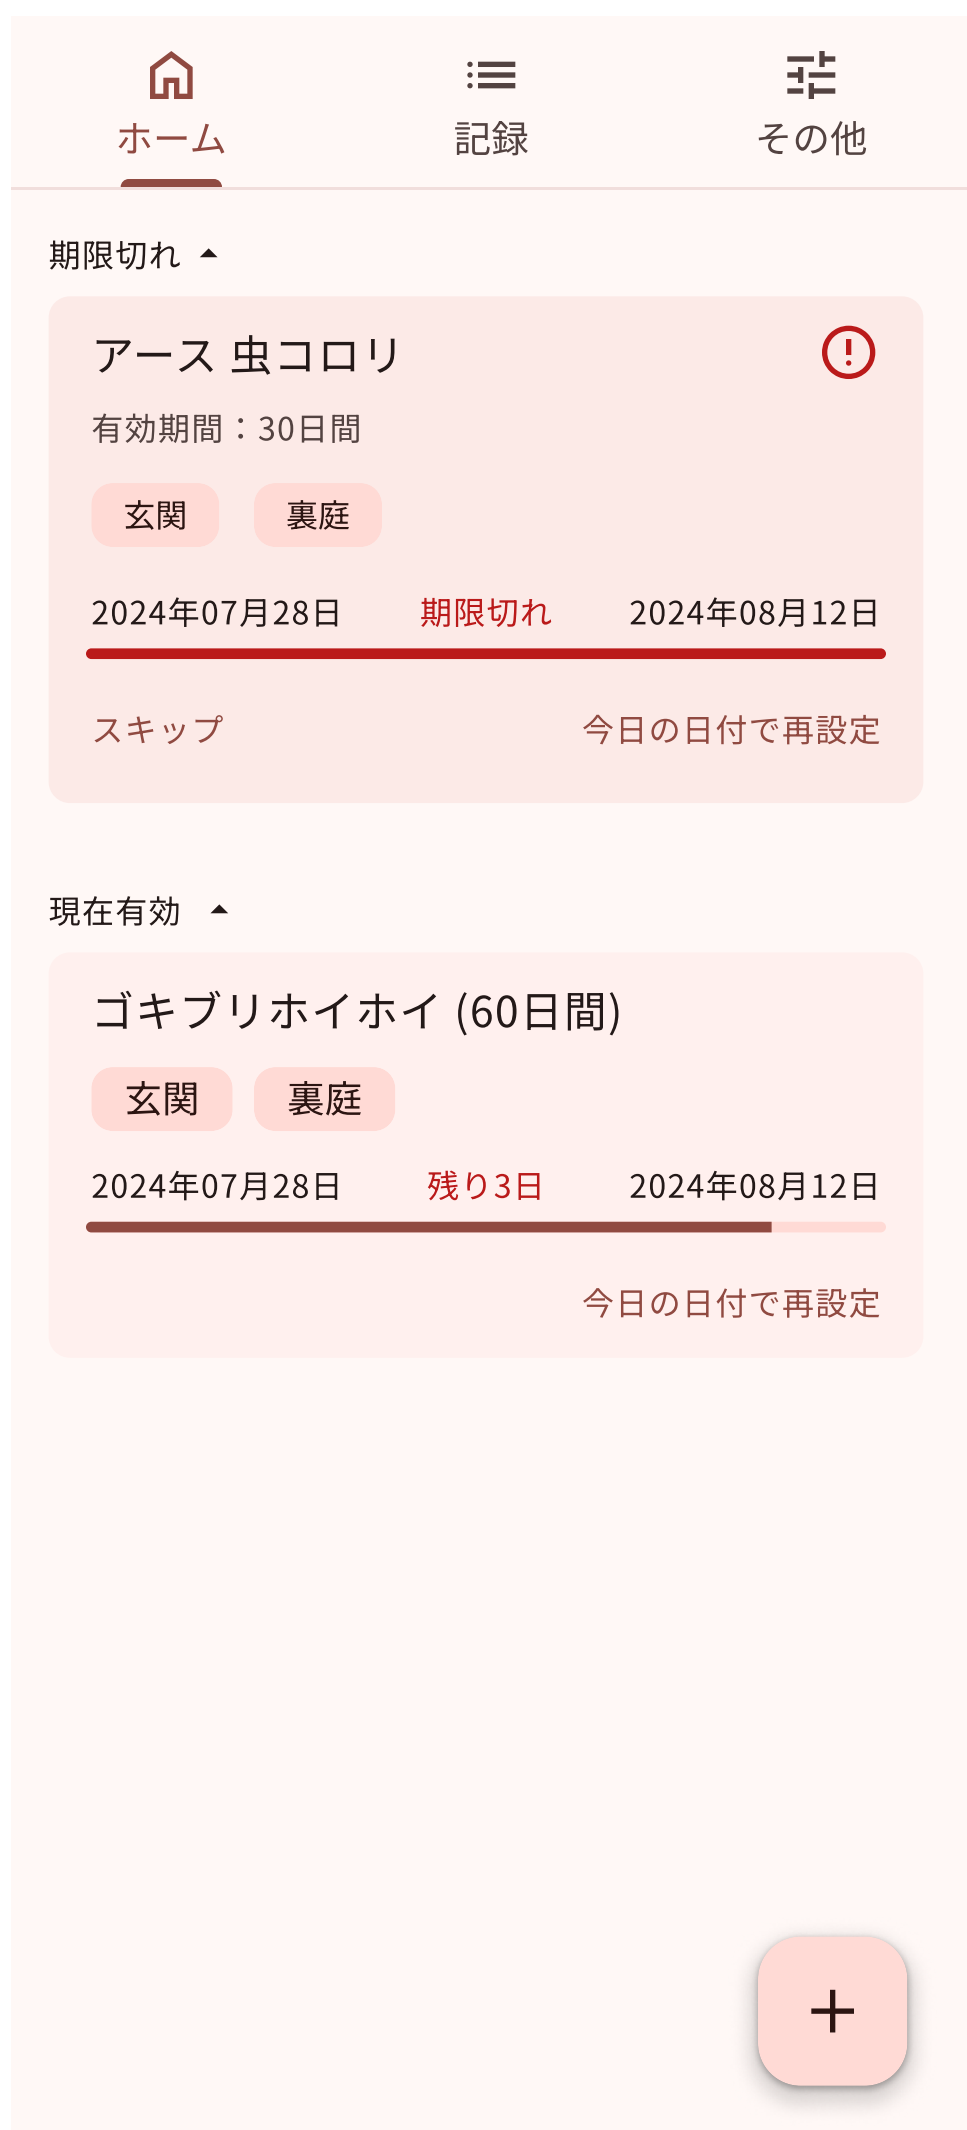 ホーム 記録 その他
期限切れ
アース 虫コロリ
有効期間：30日間
玄関 裏庭
2024年07月28日 期限切れ 2024年08月12日
スキップ 今日の日付で再設定
現在有効
ゴキブリホイホイ (60日間)
玄関 裏庭
2024年07月28日 残り3日 2024年08月12日
今日の日付で再設定